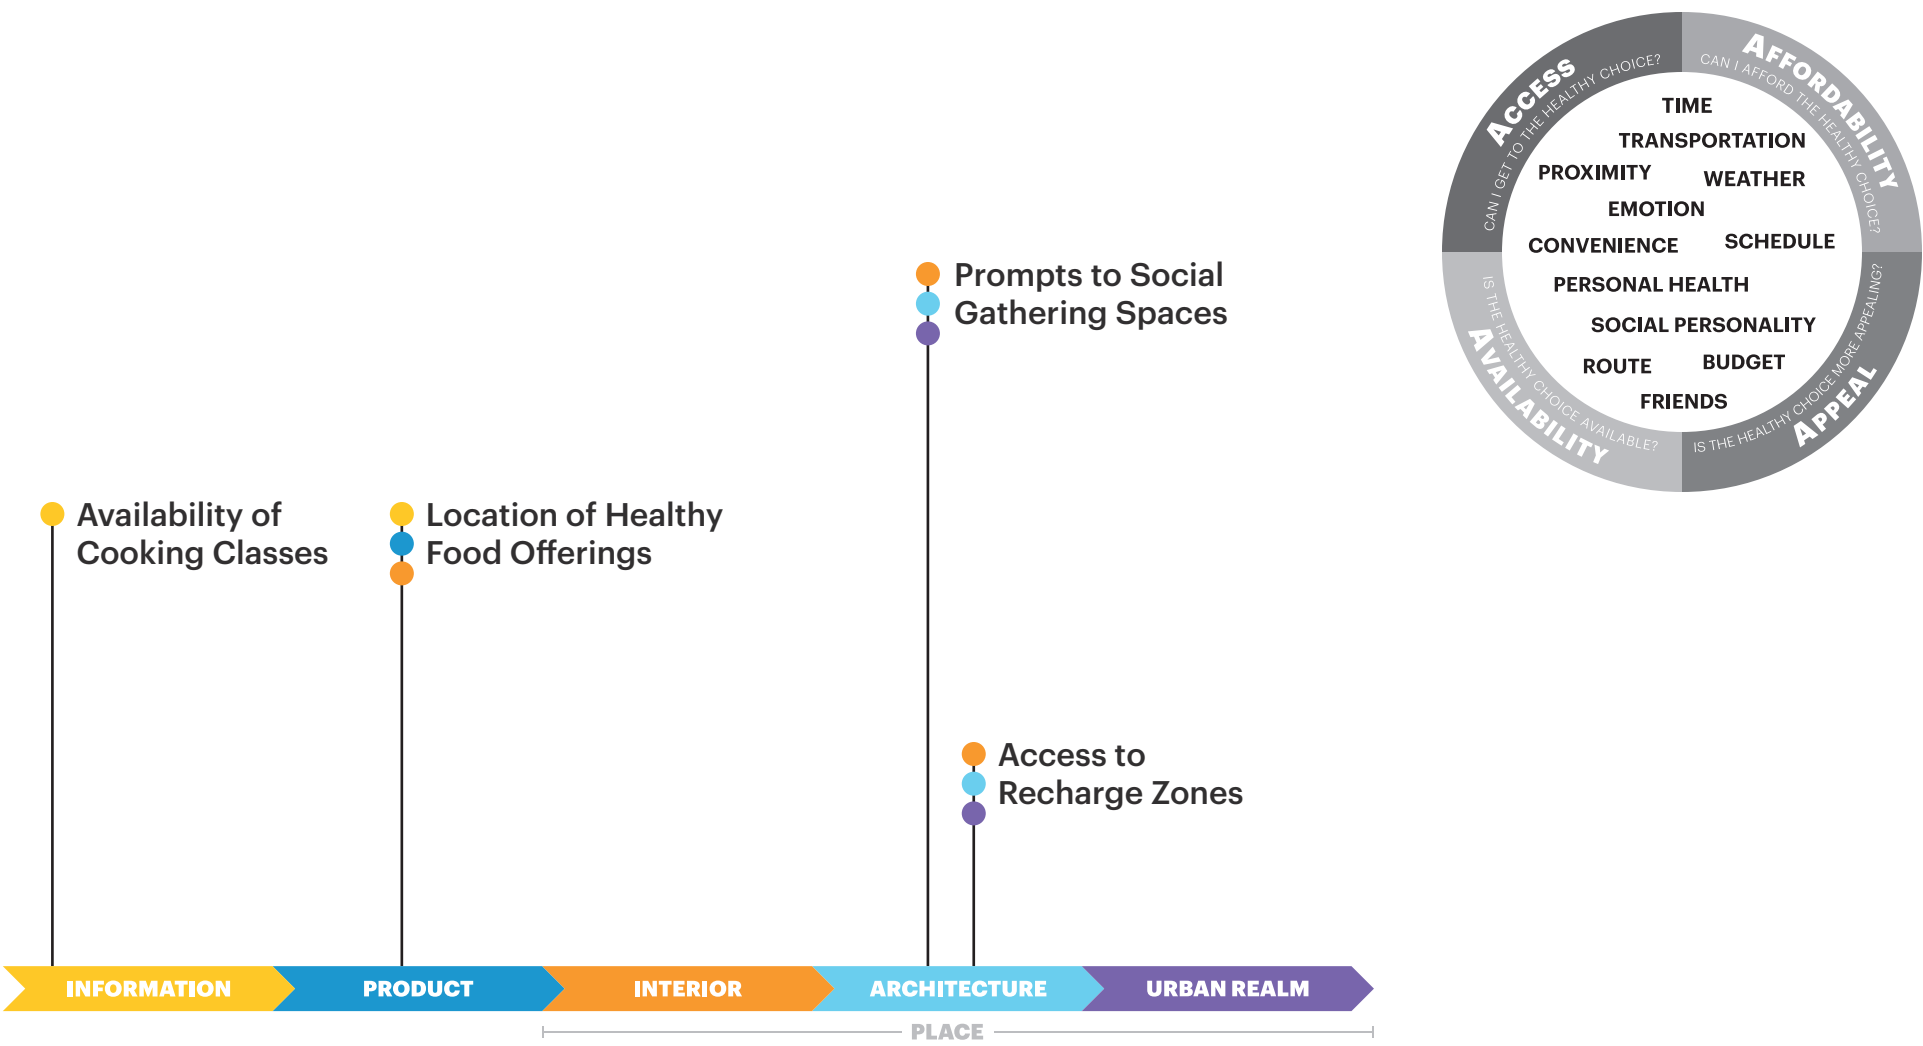 ACCESS
CAN I GET TO THE HEALTHY CHOICE?
AFFORDABILITY
CAN I AFFORD THE HEALTHY CHOICE?
TIME
TRANSPORTATION
PROXIMITY
WEATHER
EMOTION
CONVENIENCE
SCHEDULE
PERSONAL HEALTH
SOCIAL PERSONALITY
ROUTE
BUDGET
FRIENDS
IS THE HEALTHY CHOICE AVAILABLE?
AVAILABILITY
IS THE HEALTHY CHOICE MORE APPEALING?
APPEAL
Prompts to Social
Gathering Spaces
Availability of
Cooking Classes
Location of Healthy
Food Offerings
Access to
Recharge Zones
INFORMATION
PRODUCT
INTERIOR
ARCHITECTURE
URBAN REALM
PLACE